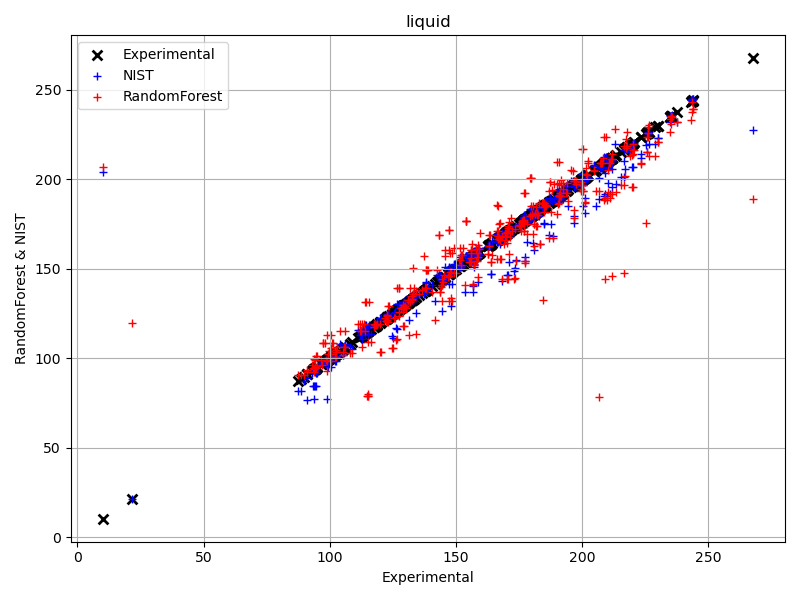 liquid
Experimental
NIST
RandomForest
250
200
150
100
50
0
RandomForest & NIST
0 50 100 150 200 250
Experimental